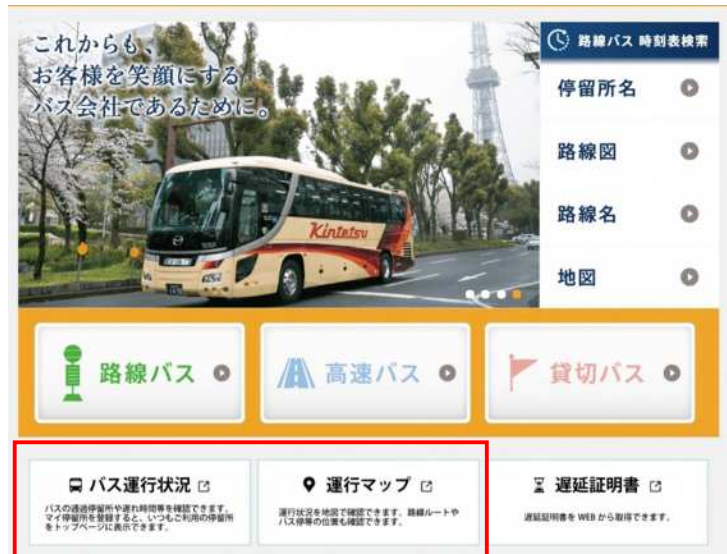 これからも、
お客様を笑顔にする
バス会社であるために。
Kintetsu
路線バス 時刻表検索
停留所名
路線図
路線名
地図
路線バス
高速バス
貸切バス
バス運行状況
バスの通過停留所や遅れ時間等を確認できます。
マイ停留所を登録すると、いつもご利用の停留所
をトップページに表示できます。
運行マップ
運行状況を地図で確認できます。路線ルートや
バス停等の位置も確認できます。
遅延証明書
遅延証明書を WEB から取得できます。